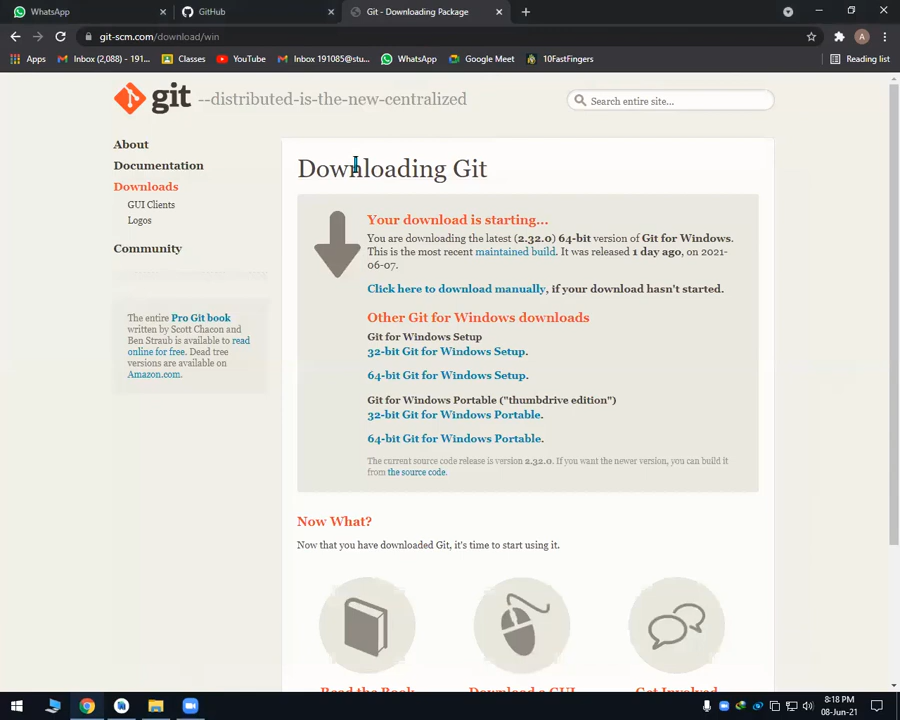 WhatsApp
GitHub
Git - Downloading Package
git-scm.com/download/win
Apps
Inbox (2,088) - 191...
Classes
YouTube
Inbox 191085@stu...
WhatsApp
Google Meet
10FastFingers
Reading list
A
git --distributed-is-the-new-centralized
Search entire site...
About
Documentation
Downloads
GUI Clients
Logos
Community
The entire Pro Git book
written by Scott Chacon and
Ben Straub is available to read
online for free. Dead tree
versions are available on
Amazon.com.
Downloading Git
Your download is starting...
You are downloading the latest (2.32.0) 64-bit version of Git for Windows.
This is the most recent maintained build. It was released 1 day ago, on 2021-
06-07.
Click here to download manually, if your download hasn't started.
Other Git for Windows downloads
Git for Windows Setup
32-bit Git for Windows Setup.
64-bit Git for Windows Setup.
Git for Windows Portable ("thumbdrive edition")
32-bit Git for Windows Portable.
64-bit Git for Windows Portable.
The current source code release is version 2.32.0. If you want the newer version, you can build it
from the source code.
Now What?
Now that you have downloaded Git, it's time to start using it.
Read the Book
Download a GUI
Get Involved
8:18 PM
08-Jun-21